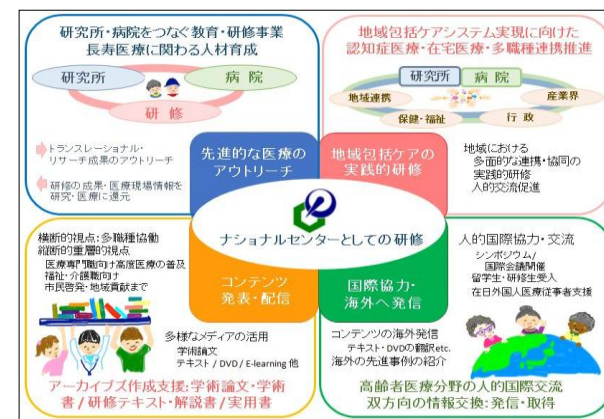 研究所・病院をつなぐ教育・研修事業
長寿医療に関わる人材育成
研究所
病 院
研 修
トランスレーショナル・
リサーチ成果のアウトリーチ
研修の成果・医療現場情報を
研究・医療に還元
先進的な医療の
アウトリーチ
地域包括ケアシステム実現に向けた
認知症医療・在宅医療・多職種連携推進
研究所
病 院
地域連携
産業界
保健・福祉
行 政
地域における
多面的な連携・協同の
実践的研修
人的交流促進
地域包括ケアの
実践的研修
ナショナルセンターとしての研修
横断的視点:多職種協働
縦断的重層的視点
医療専門職向け高度医療の普及
福祉・介護職向け
市民啓発・地域貢献まで
コンテンツ
発表・配信
多様なメディアの活用
学術論文
テキスト / DVD / E-learning 他
アーカイブズ作成支援:学術論文・学術
書 / 研修テキスト・解説書 / 実用書
国際協力・
海外へ発信
人的国際協力・交流
シンポジウム/
国際会議開催
留学生・研修生受入
在日外国人医療従事者支援
コンテンツの海外発信
テキスト・DVDの翻訳etc.
海外の先進事例の紹介
高齢者医療分野の人的国際交流
双方向の情報交換:発信・取得